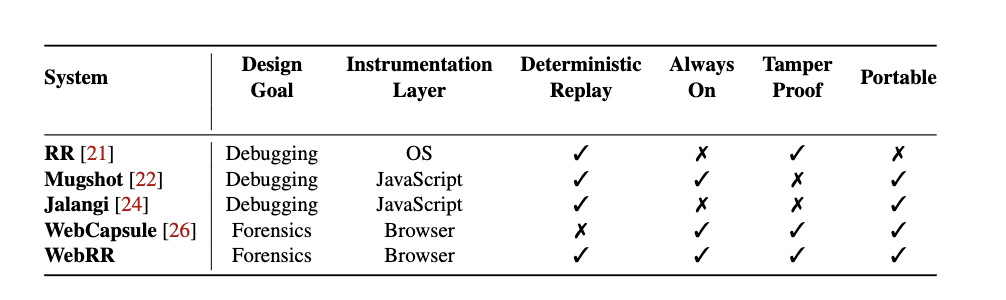 System Design Goal Instrumentation Layer Deterministic Replay Always On Tamper Proof Portable
RR [21] Debugging OS ✓ ✗ ✓ ✗
Mugshot [22] Debugging JavaScript ✓ ✓ ✗ ✓
Jalangi [24] Debugging JavaScript ✓ ✗ ✗ ✓
WebCapsule [26] Forensics Browser ✗ ✓ ✓ ✓
WebRR Forensics Browser ✓ ✓ ✓ ✓